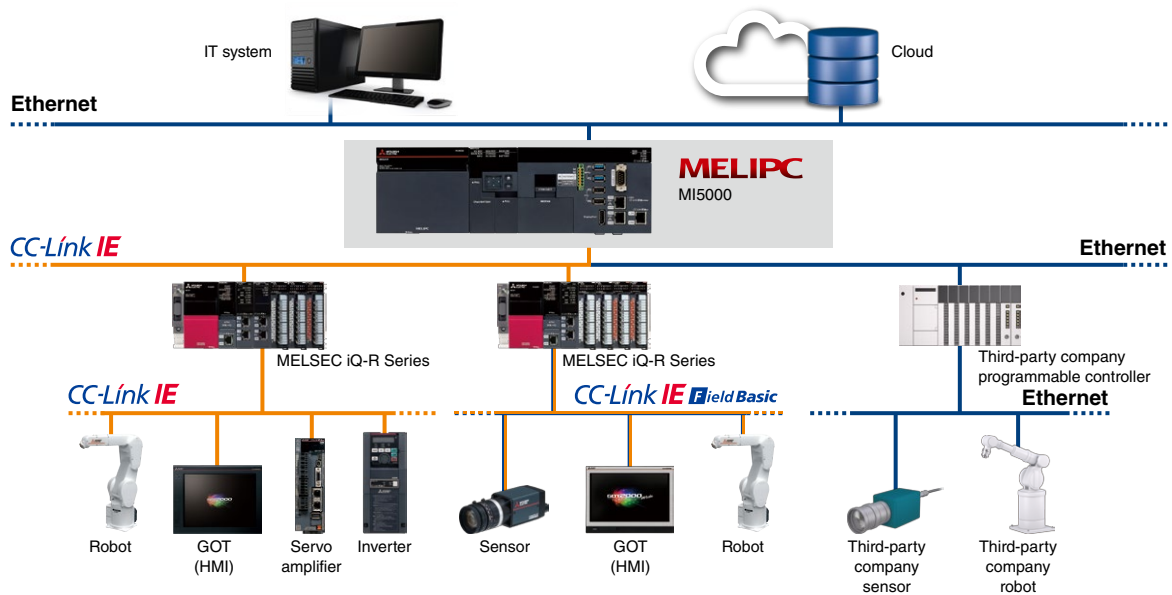 IT system
Cloud
Ethernet
MELIPC
MI5000
MELIPC
CC-Link IE
Ethernet
MELSEC iQ-R Series
MELSEC iQ-R Series
Third-party company
programmable controller
CC-Link IE
CC-Link IE Field Basic
Ethernet
Robot
GOT
(HMI)
Servo
amplifier
Inverter
Sensor
GOT
(HMI)
Robot
Third-party
company
sensor
Third-party
company
robot